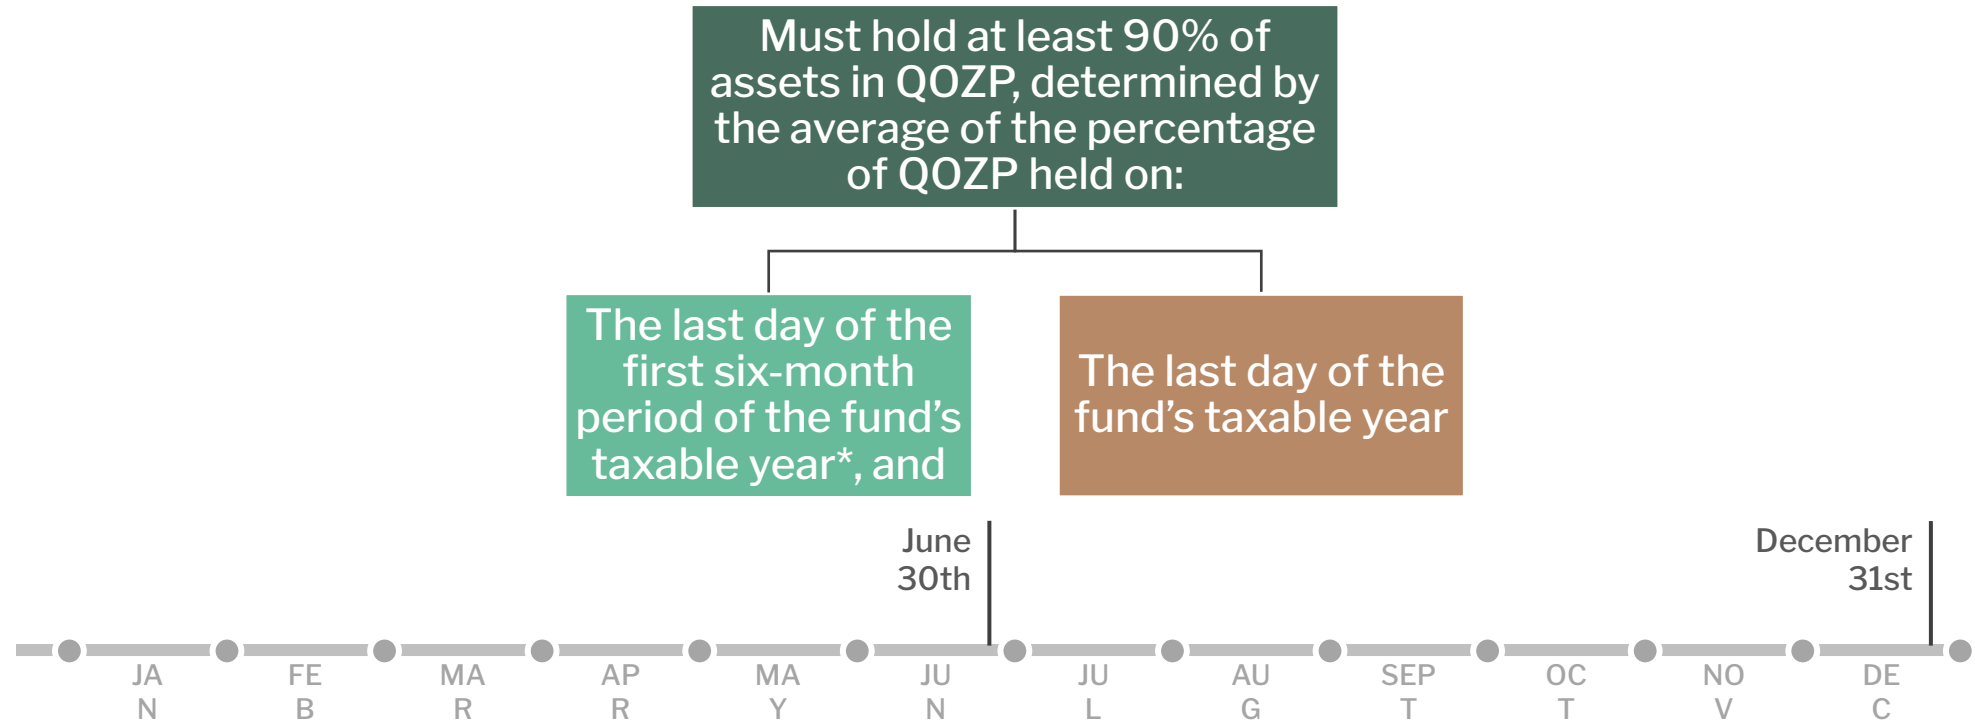 Must hold at least 90% of
assets in QOZP, determined by
the average of the percentage
of QOZP held on:
The last day of the
first six-month
period of the fund’s
taxable year*, and
The last day of the
fund’s taxable year
June
30th
December
31st
JA
N
FE
B
MA
R
AP
R
MA
Y
JU
N
JU
L
AU
G
SEP
T
OC
T
NO
V
DE
C